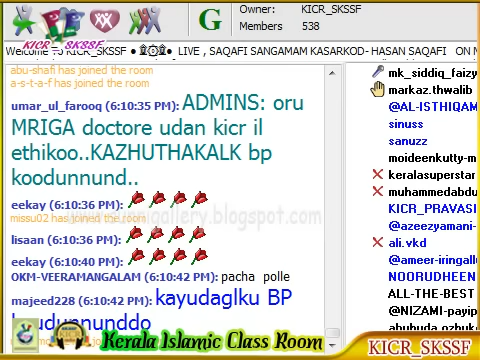 Owner: KICR_SKSSF
Members 538
G
KICR_SKSSF
Welcome To KICR_SKSSF ● ۩۞۩ ● LIVE , SAQAFI SANGAMAM KASARKOD- HASAN SAQAFI ON M
abu-shafi has joined the room
a-s-t-a-f has joined the room
umar_ul_farooq (6:10:35 PM): ADMINS: oru
MRIGA doctore udan kicr il
ethikoo..KAZHUTHAKALK bp
koodunnund..
eekay (6:10:36 PM):
missu02 has joined the room
lisaan (6:10:36 PM):
eekay (6:10:40 PM):
OKM-VEERAMANGALAM (6:10:42 PM): pacha polle
majeed228 (6:10:42 PM): kayudaglku BP
kuuduonunddo
mk_siddiq_faizy
markaz.thwalib
@AL-ISTHIQAM
sinuss
sanuzz
moideenkutty-m
keralasuperstar
muhammedabdu
KICR_PRAVASI
@azeezyamani-
ali.vkd
@ameer-iringall
NOORUDHEEN
ALL-THE-BEST
@NIZAMI-payip
abuhuda.ozhuk
Kerala Islamic Class Room
KICR_SKSSF